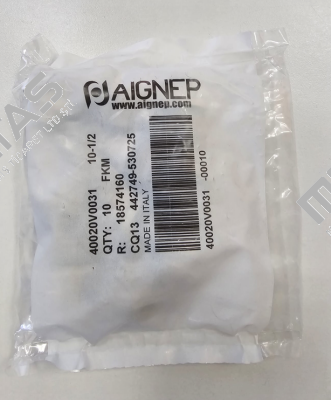 AIGNEP
www.aignep.com
40020V0031 10-1/2
QTY: 10 FKM
R: 18574160
CQ13 442749-530725
MADE IN ITALY
40020V0031 -00010